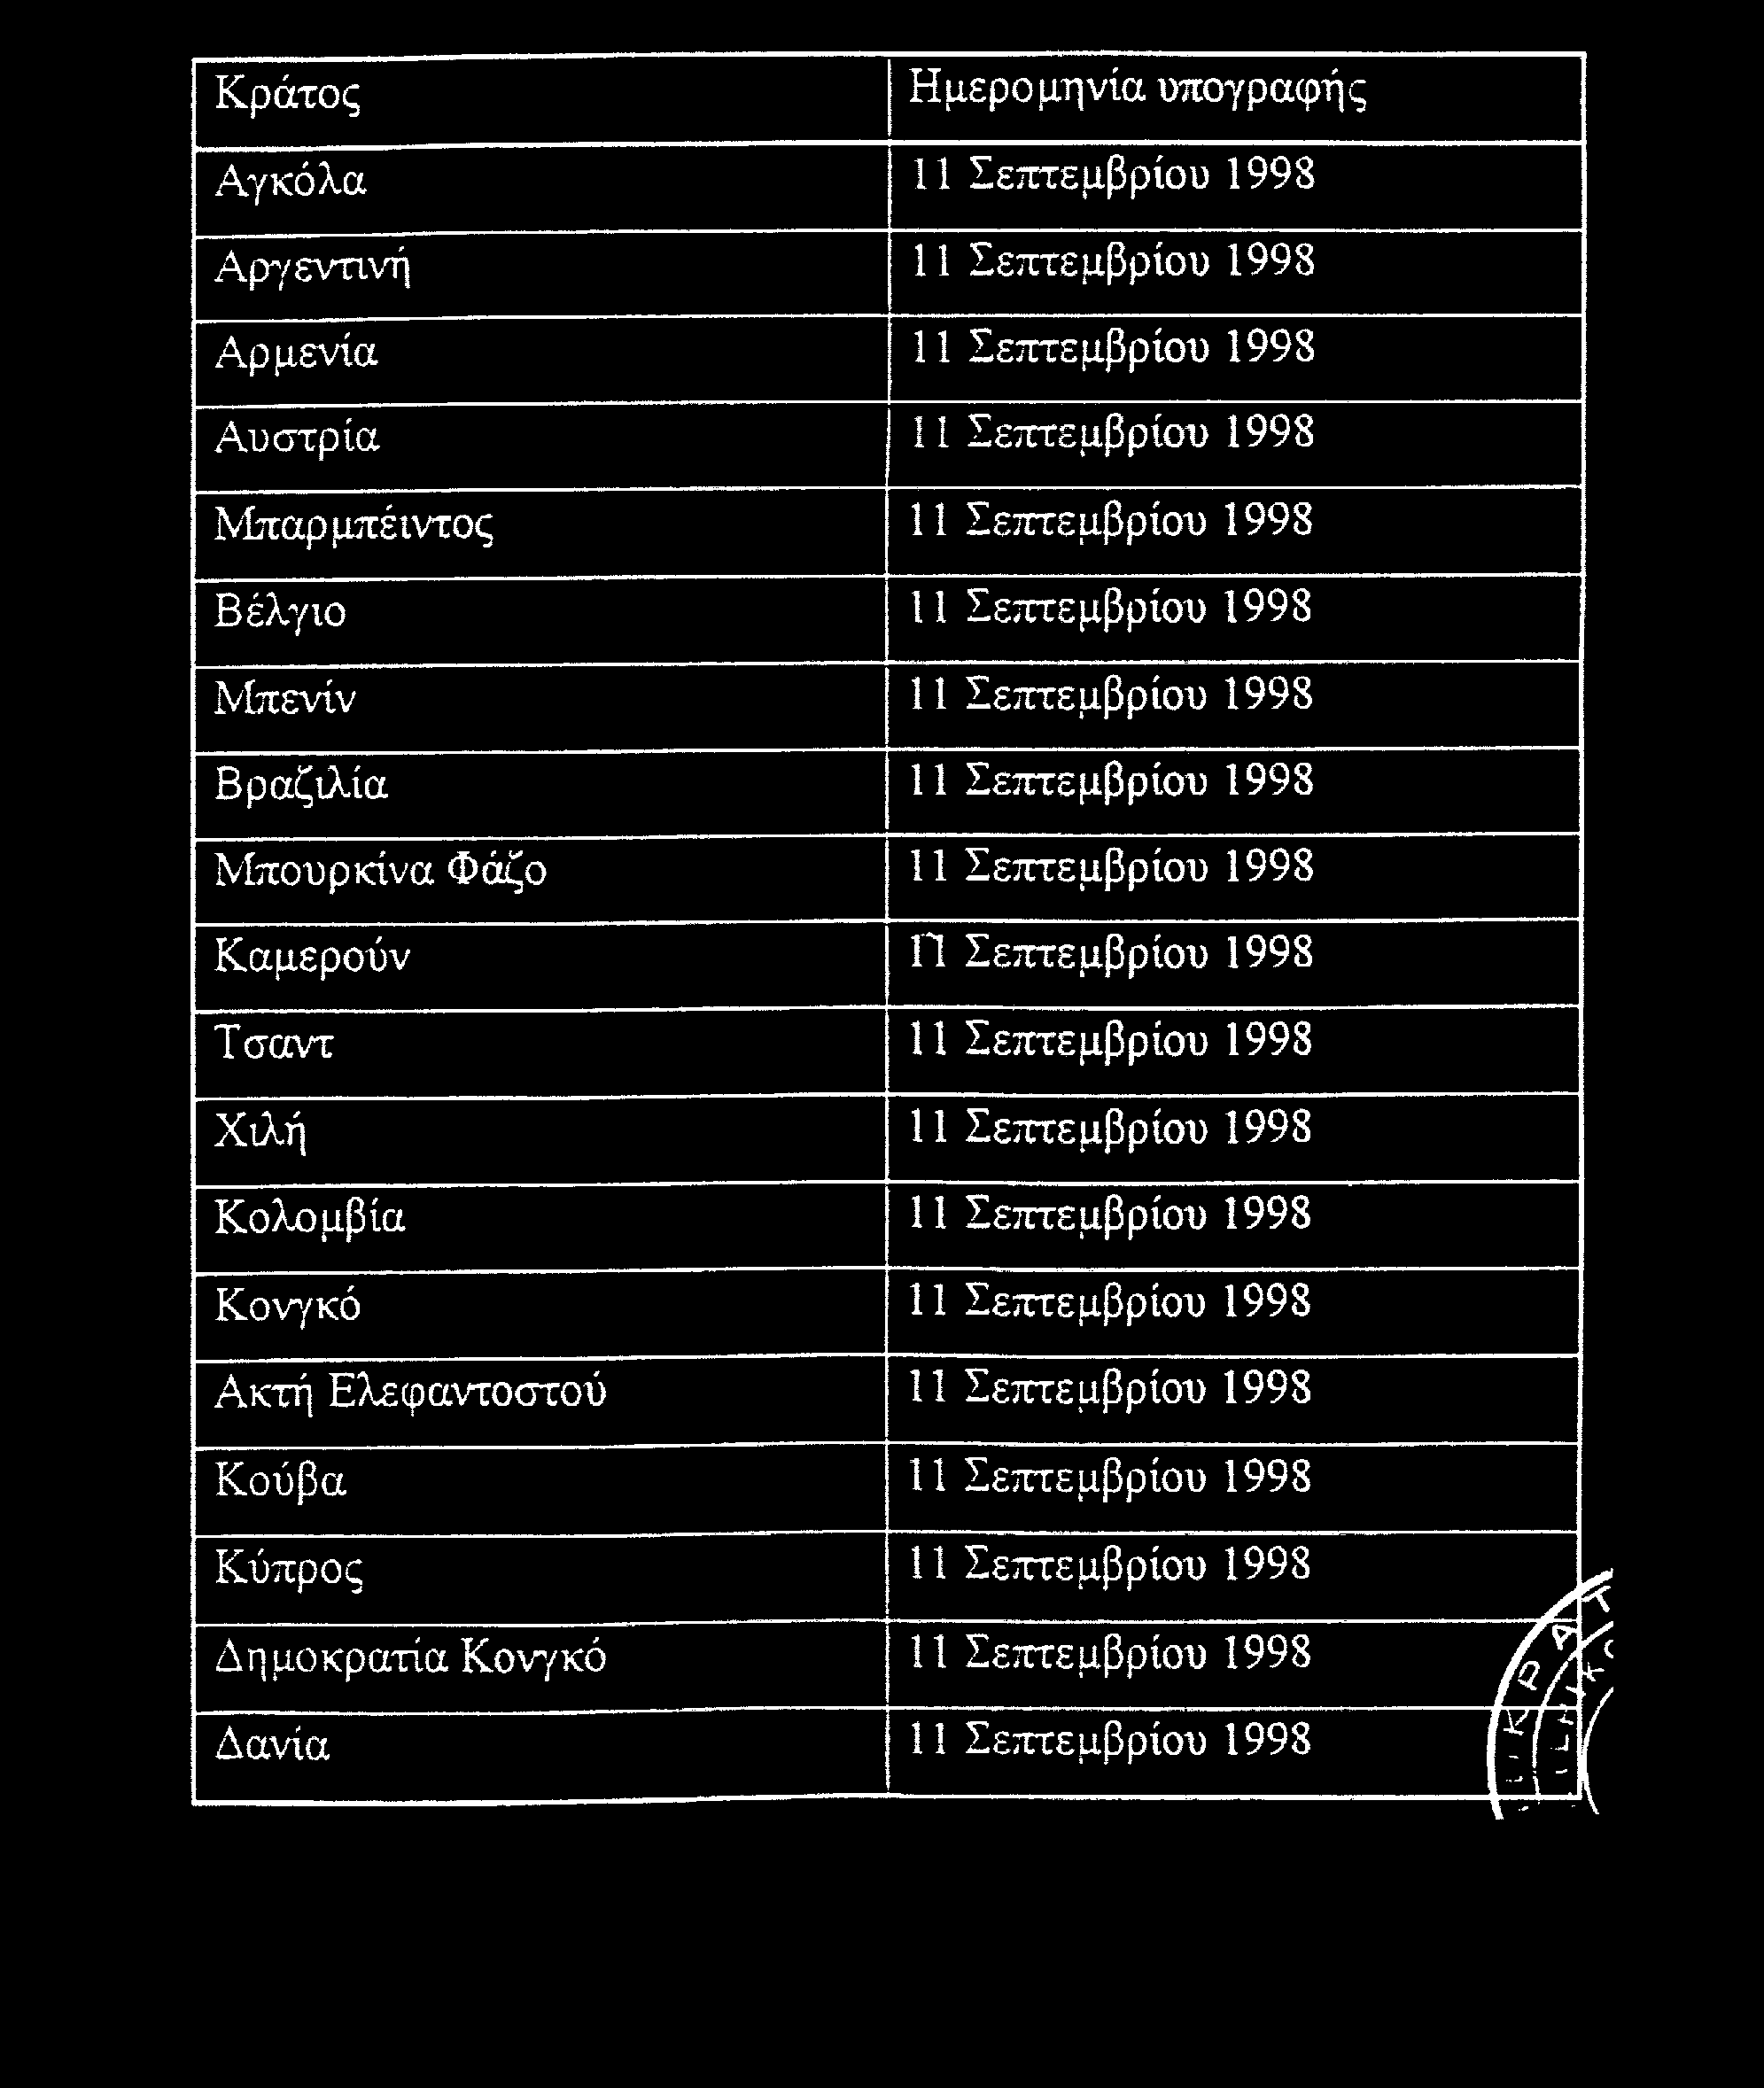 Κράτος Ημερομηνία υπογραφής
Αγκόλα 11 Σεπτεμβρίου 1998
Αργεντινή 11 Σεπτεμβρίου 1998
Αρμενία 11 Σεπτεμβρίου 1998
Αυστρία 11 Σεπτεμβρίου 1998
Μπαρμπέιντος 11 Σεπτεμβρίου 1998
Βέλγιο 11 Σεπτεμβρίου 1998
Μπενίν 11 Σεπτεμβρίου 1998
Βραζιλία 11 Σεπτεμβρίου 1998
Μπουρκίνα Φάζο 11 Σεπτεμβρίου 1998
Καμερούν 11 Σεπτεμβρίου 1998
Τσαντ 11 Σεπτεμβρίου 1998
Χιλή 11 Σεπτεμβρίου 1998
Κολομβία 11 Σεπτεμβρίου 1998
Κονγκό 11 Σεπτεμβρίου 1998
Ακτή Ελεφαντοστού 11 Σεπτεμβρίου 1998
Κούβα 11 Σεπτεμβρίου 1998
Κύπρος 11 Σεπτεμβρίου 1998
Δημοκρατία Κονγκό 11 Σεπτεμβρίου 1998
Δανία 11 Σεπτεμβρίου 1998